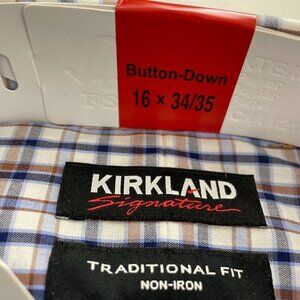 Button-Down
16 × 34/35
KIRKLAND
Signature
TRADITIONAL FIT
NON-IRON